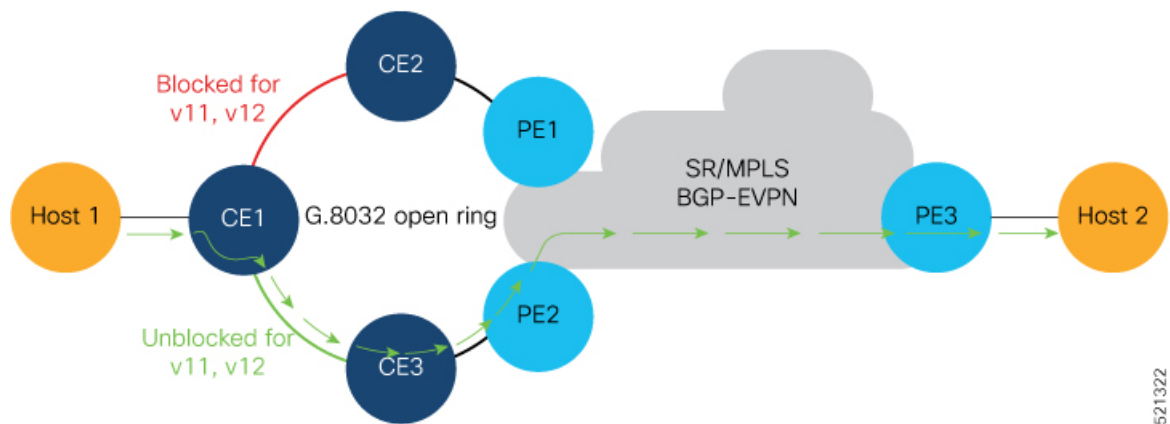 CE2
Blocked for
v11, v12
PE1
SR/MPLS
BGP-EVPN
Host 1
CE1
G.8032 open ring
PE3
Host 2
PE2
Unblocked for
v11, v12
CE3
521322